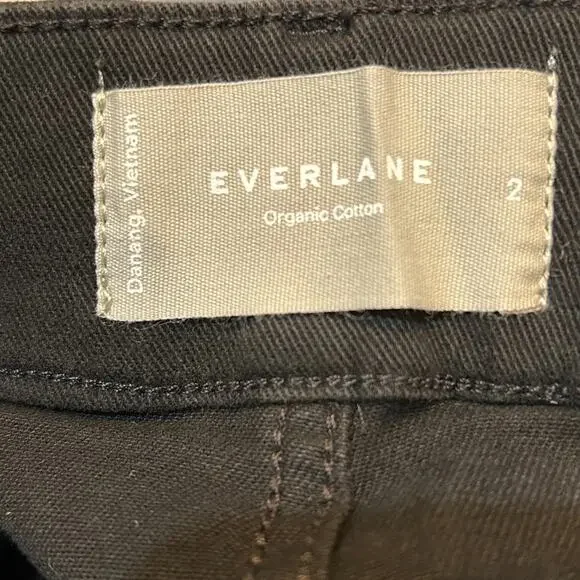 Danang, Vietnam
EVERLANE
Organic Cotton
2